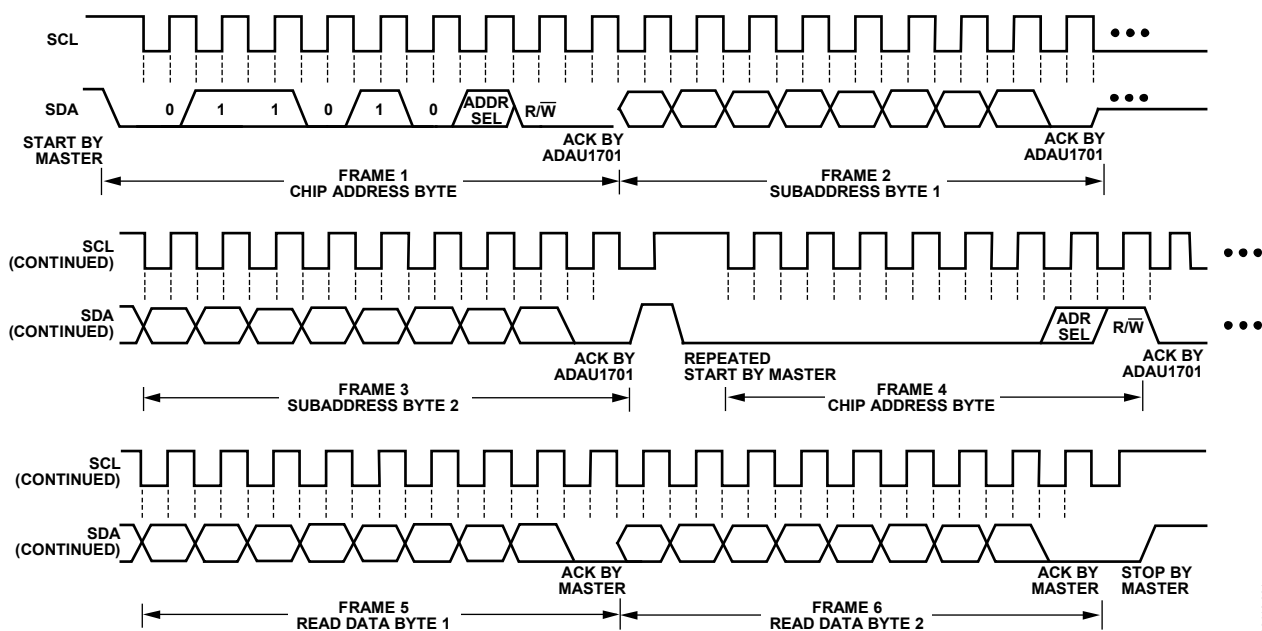 SCL
SDA
0 1 1 0 1 0 ADDR SEL R/W̅
START BY MASTER
ACK BY ADAU1701
ACK BY ADAU1701
FRAME 1
CHIP ADDRESS BYTE
FRAME 2
SUBADDRESS BYTE 1
SCL
(CONTINUED)
SDA
(CONTINUED)
ADR
SEL
R/W̅
ACK BY
ADAU1701
REPEATED
START BY MASTER
ACK BY
ADAU1701
FRAME 3
SUBADDRESS BYTE 2
FRAME 4
CHIP ADDRESS BYTE
SCL
(CONTINUED)
SDA
(CONTINUED)
ACK BY
MASTER
ACK BY
MASTER
STOP BY
MASTER
FRAME 5
READ DATA BYTE 1
FRAME 6
READ DATA BYTE 2